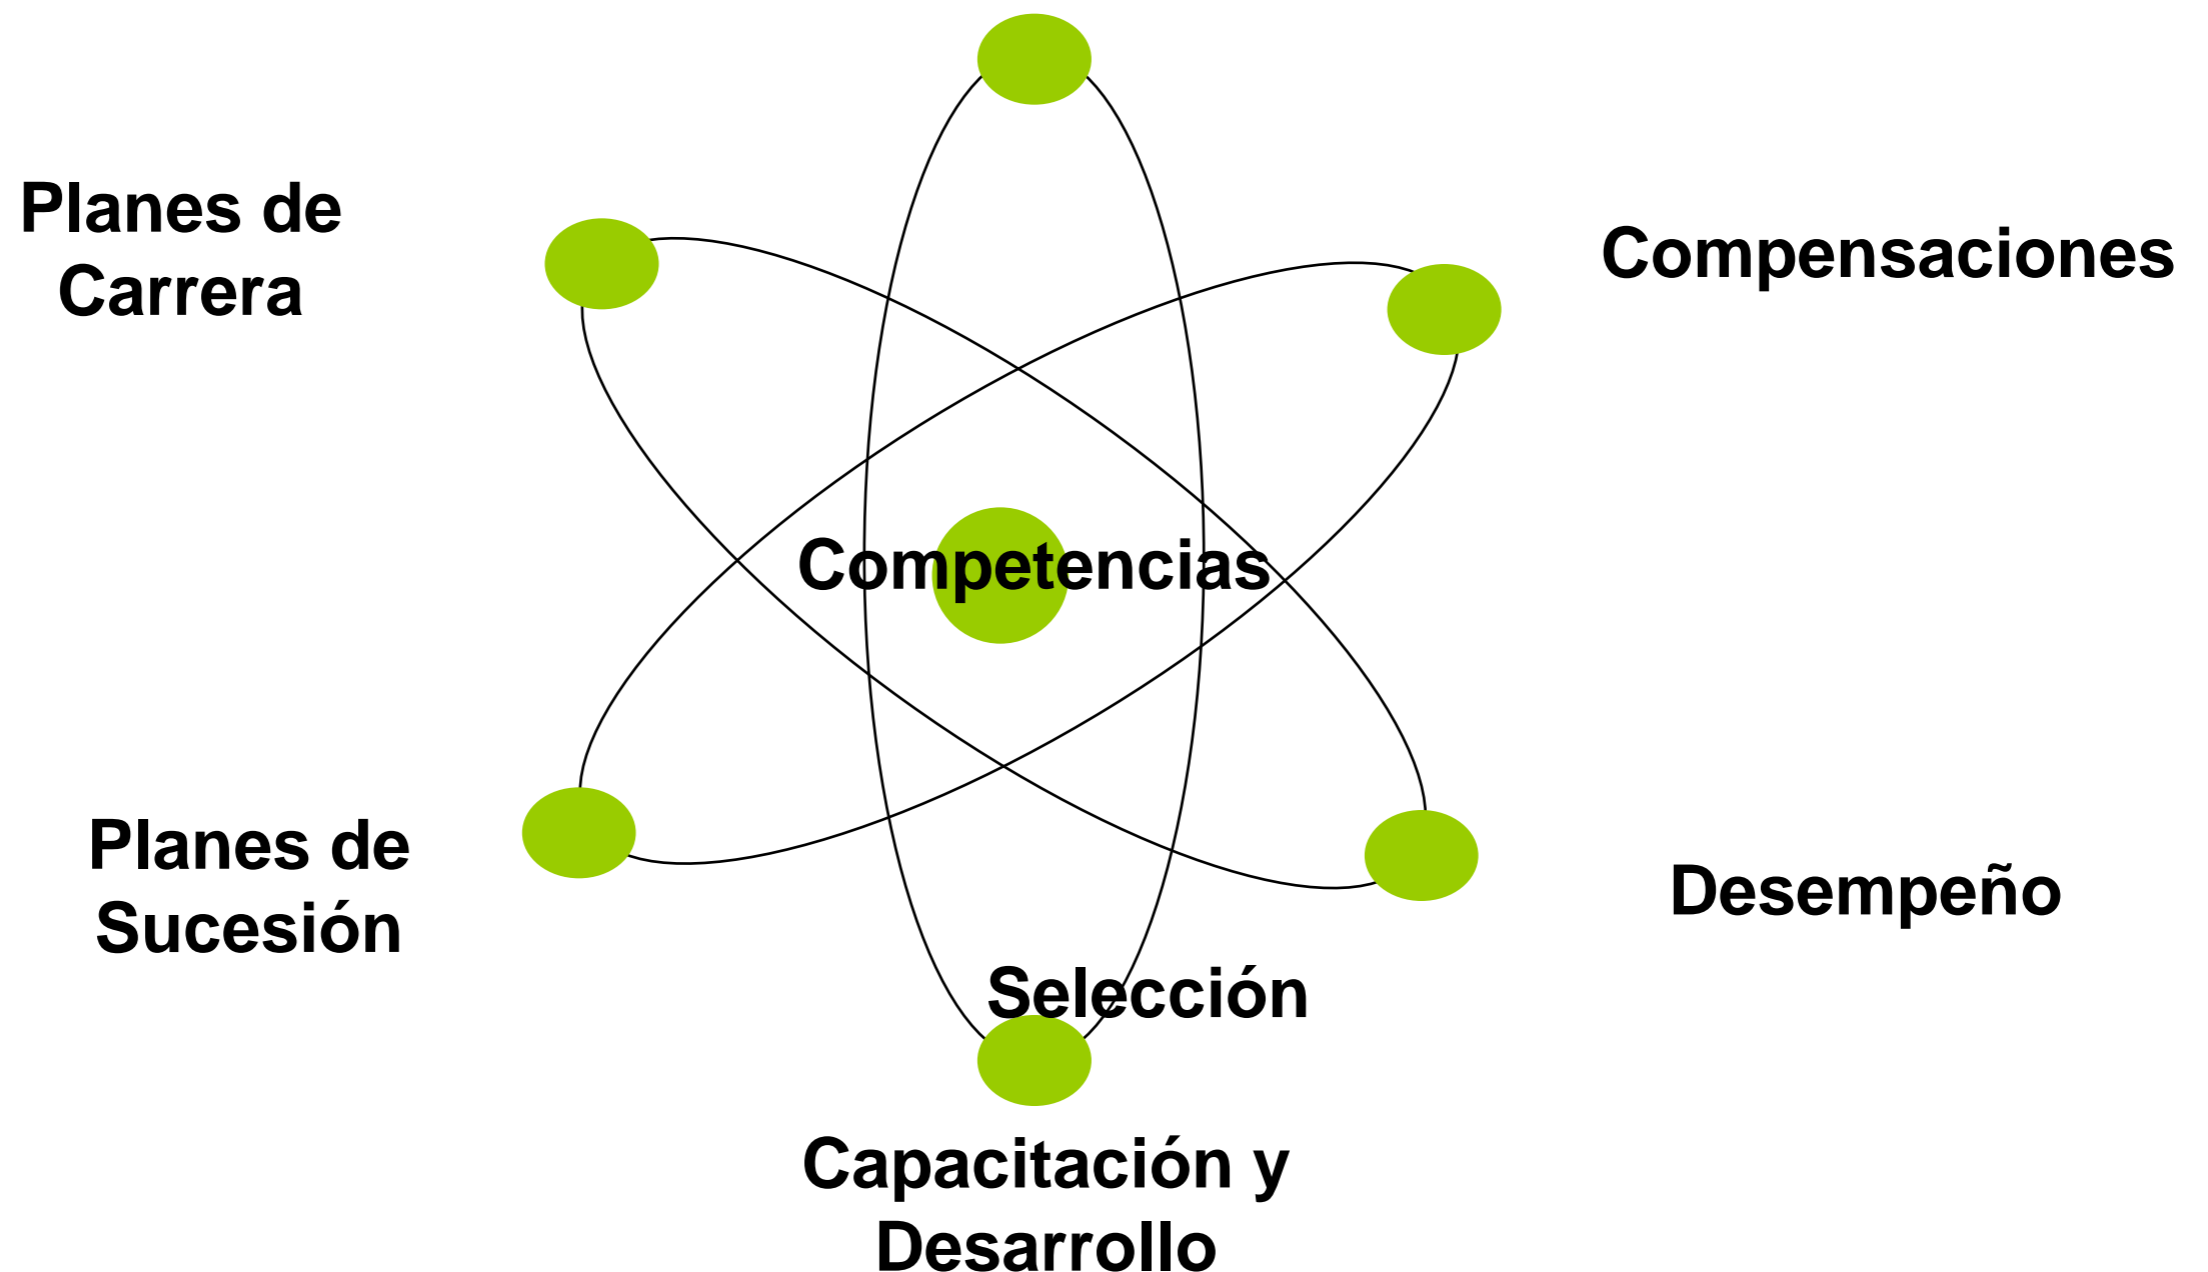 Planes de
Carrera
Compensaciones
Competencias
Planes de
Sucesión
Desempeño
Selección
Capacitación y
Desarrollo